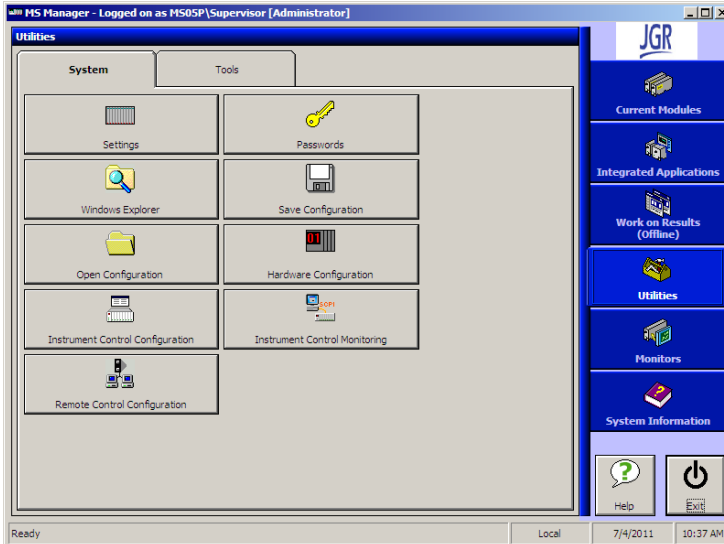 MS Manager - Logged on as MS05P\Supervisor [Administrator]
Utilities
System
Tools
Settings
Passwords
Windows Explorer
Save Configuration
01
Open Configuration
Hardware Configuration
SCPI
Instrument Control Configuration
Instrument Control Monitoring
Remote Control Configuration
JGR
Current Modules
Integrated Applications
Work on Results
(Offline)
Utilities
Monitors
System Information
Help
Exit
Ready
Local
7/4/2011
10:37 AM